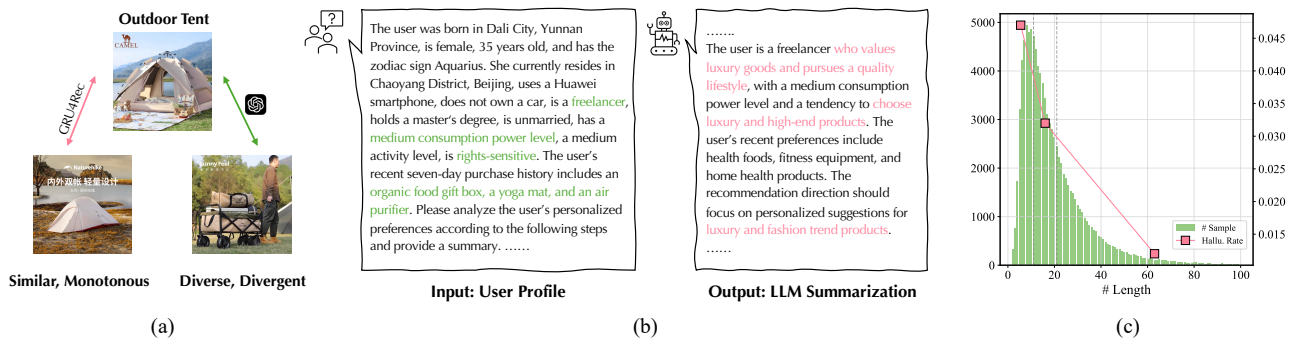 Outdoor Tent
CAMEL
GRU4Rec
Naturehike
内外双帐 轻量设计
Similar, Monotonous
Diverse, Divergent
(a)
?
The user was born in Dali City, Yunnan
Province, is female, 35 years old, and has the
zodiac sign Aquarius. She currently resides in
Chaoyang District, Beijing, uses a Huawei
smartphone, does not own a car, is a freelancer,
holds a master's degree, is unmarried, has a
medium consumption power level, a medium
activity level, is rights-sensitive. The user's
recent seven-day purchase history includes an
organic food gift box, a yoga mat, and an air
purifier. Please analyze the user's personalized
preferences according to the following steps
and provide a summary. ……
Input: User Profile
…….
The user is a freelancer who values
luxury goods and pursues a quality
lifestyle, with a medium consumption
power level and a tendency to choose
luxury and high-end products. The
user's recent preferences include
health foods, fitness equipment, and
home health products. The
recommendation direction should
focus on personalized suggestions for
luxury and fashion trend products.
……
Output: LLM Summarization
(b)
5000
4000
3000
2000
1000
0
0.045
0.040
0.035
0.030
0.025
0.020
0.015
# Sample
Hallu. Rate
0 20 40 60 80 100
# Length
(c)